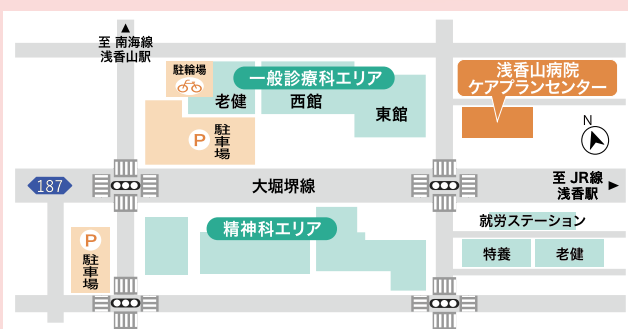 至 南海線
浅香山駅
駐輪場
一般診療科エリア
浅香山病院
ケアプランセンター
老健
西館
東館
P
駐車場
N
187
大堀堺線
至 JR線
浅香駅
精神科エリア
就労ステーション
P
駐車場
特養
老健